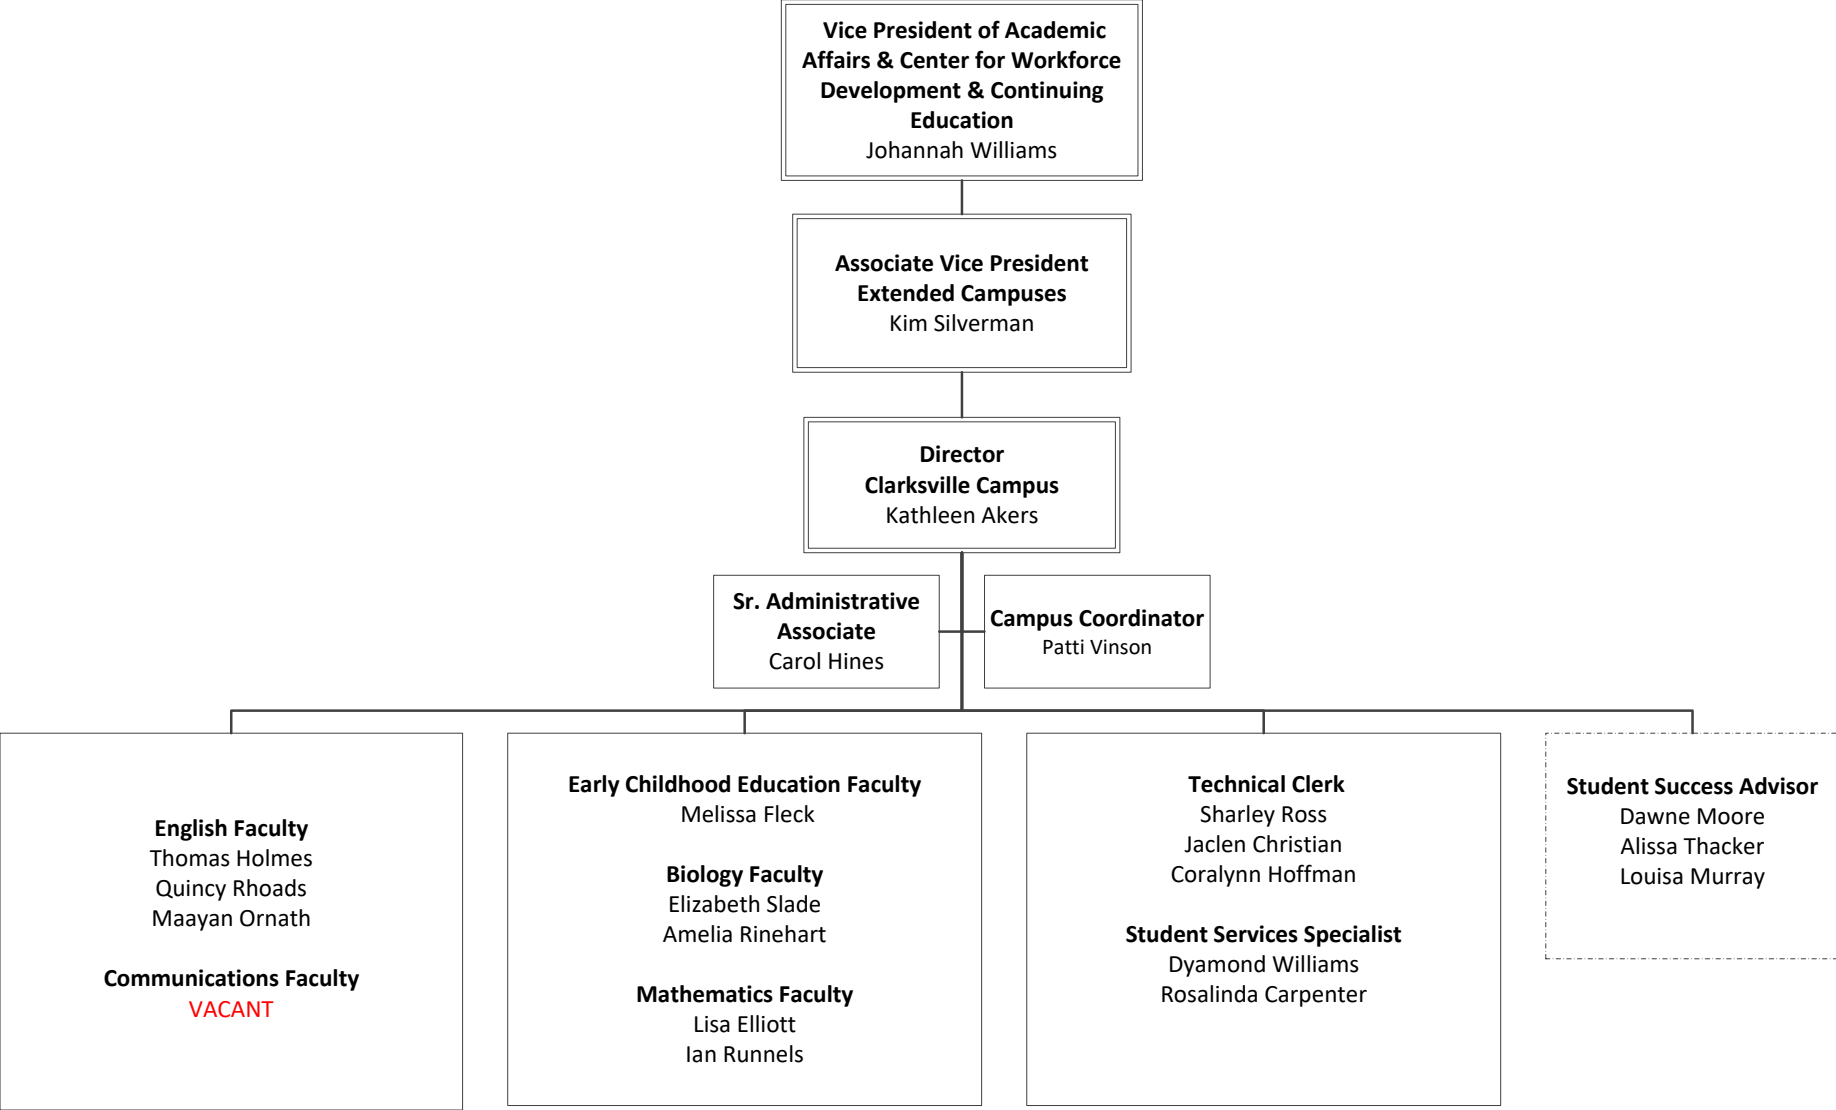 Vice President of Academic
Affairs & Center for Workforce
Development & Continuing
Education
Johannah Williams
Associate Vice President
Extended Campuses
Kim Silverman
Director
Clarksville Campus
Kathleen Akers
Sr. Administrative
Associate
Carol Hines
Campus Coordinator
Patti Vinson
English Faculty
Thomas Holmes
Quincy Rhoads
Maayan Ornath
Communications Faculty
VACANT
Early Childhood Education Faculty
Melissa Fleck
Biology Faculty
Elizabeth Slade
Amelia Rinehart
Mathematics Faculty
Lisa Elliott
Ian Runnels
Technical Clerk
Sharley Ross
Jaclen Christian
Coralynn Hoffman
Student Services Specialist
Dyamond Williams
Rosalinda Carpenter
Student Success Advisor
Dawne Moore
Alissa Thacker
Louisa Murray